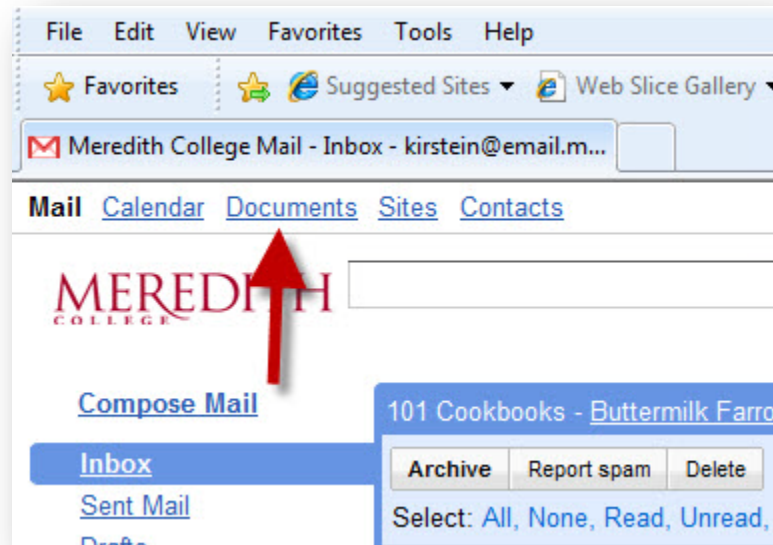 File Edit View Favorites Tools Help
Favorites Suggested Sites Web Slice Gallery
Meredith College Mail - Inbox - kirstein@email.m...
Mail Calendar Documents Sites Contacts
MEREDITH
COLLEGE
Compose Mail
101 Cookbooks - Buttermilk Farro
Inbox
Archive Report spam Delete
Sent Mail
Select: All, None, Read, Unread,
Drafts